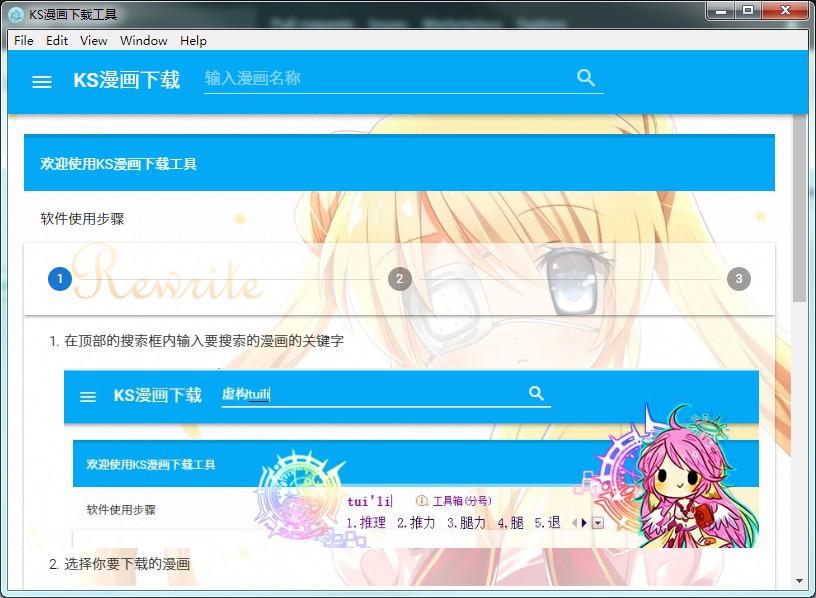 KS漫画下载工具
File Edit View Window Help
KS漫画下载 输入漫画名称
欢迎使用KS漫画下载工具
软件使用步骤
Rewrite
1 2 3
1. 在顶部的搜索框内输入要搜索的漫画的关键字
KS漫画下载 虚构tuili
欢迎使用KS漫画下载工具
软件使用步骤
tui'li 工具箱(分号)
1.推理 2.推力 3.腿力 4.腿 5.退
2. 选择你要下载的漫画